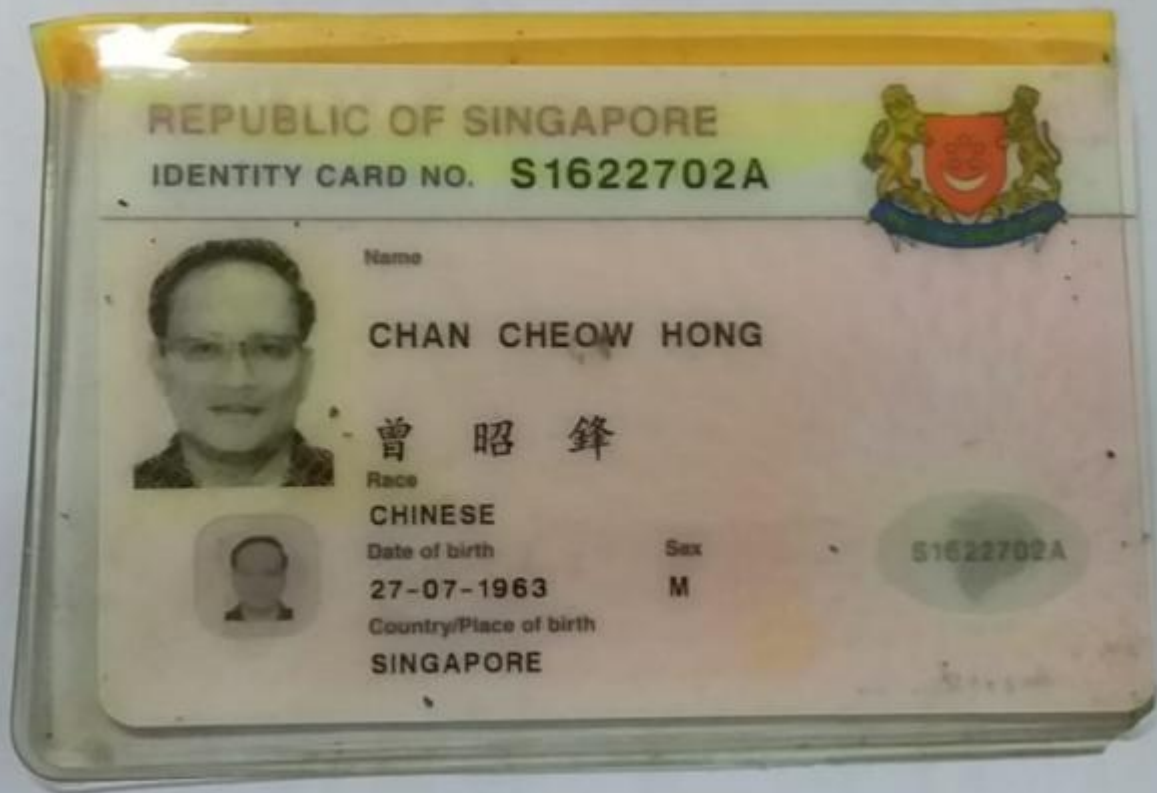 REPUBLIC OF SINGAPORE
IDENTITY CARD NO. S1622702A
Name
CHAN CHEOW HONG
曾 昭 鋒
Race
CHINESE
Date of birth Sex
27-07-1963 M
S1622702A
Country/Place of birth
SINGAPORE